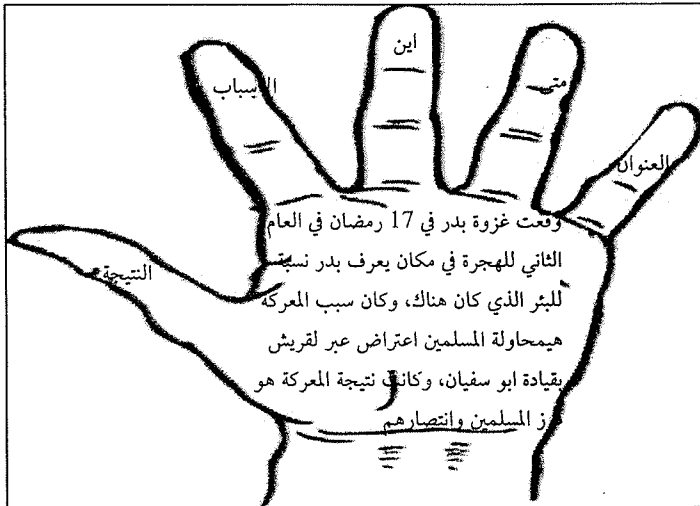 العنوان
متى
اين
الاسباب
النتيجة
وقعت غزوة بدر في 17 رمضان في العام
الثاني للهجرة في مكان يعرف بدر نسبة
للبئر الذي كان هناك، وكان سبب المعركة
هيمحاولة المسلمين اعتراض عبر لقريش
بقيادة ابو سفيان، وكانت نتيجة المعركة هو
المسلمين وانتصارهم